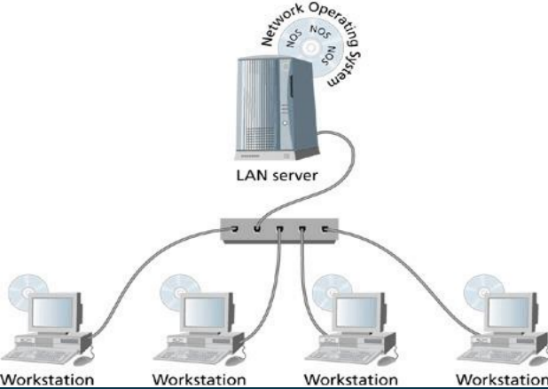 Network Operating System
NOS NOS NOS
LAN server
Workstation Workstation Workstation Workstation